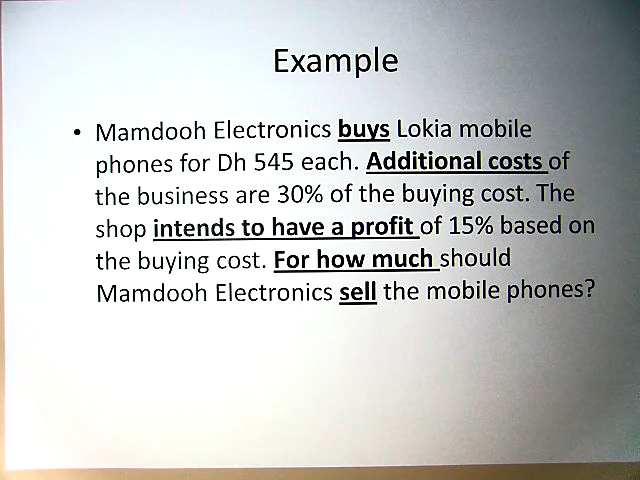 Example
• Mamdooh Electronics buys Lokia mobile
phones for Dh 545 each. Additional costs of
the business are 30% of the buying cost. The
shop intends to have a profit of 15% based on
the buying cost. For how much should
Mamdooh Electronics sell the mobile phones?